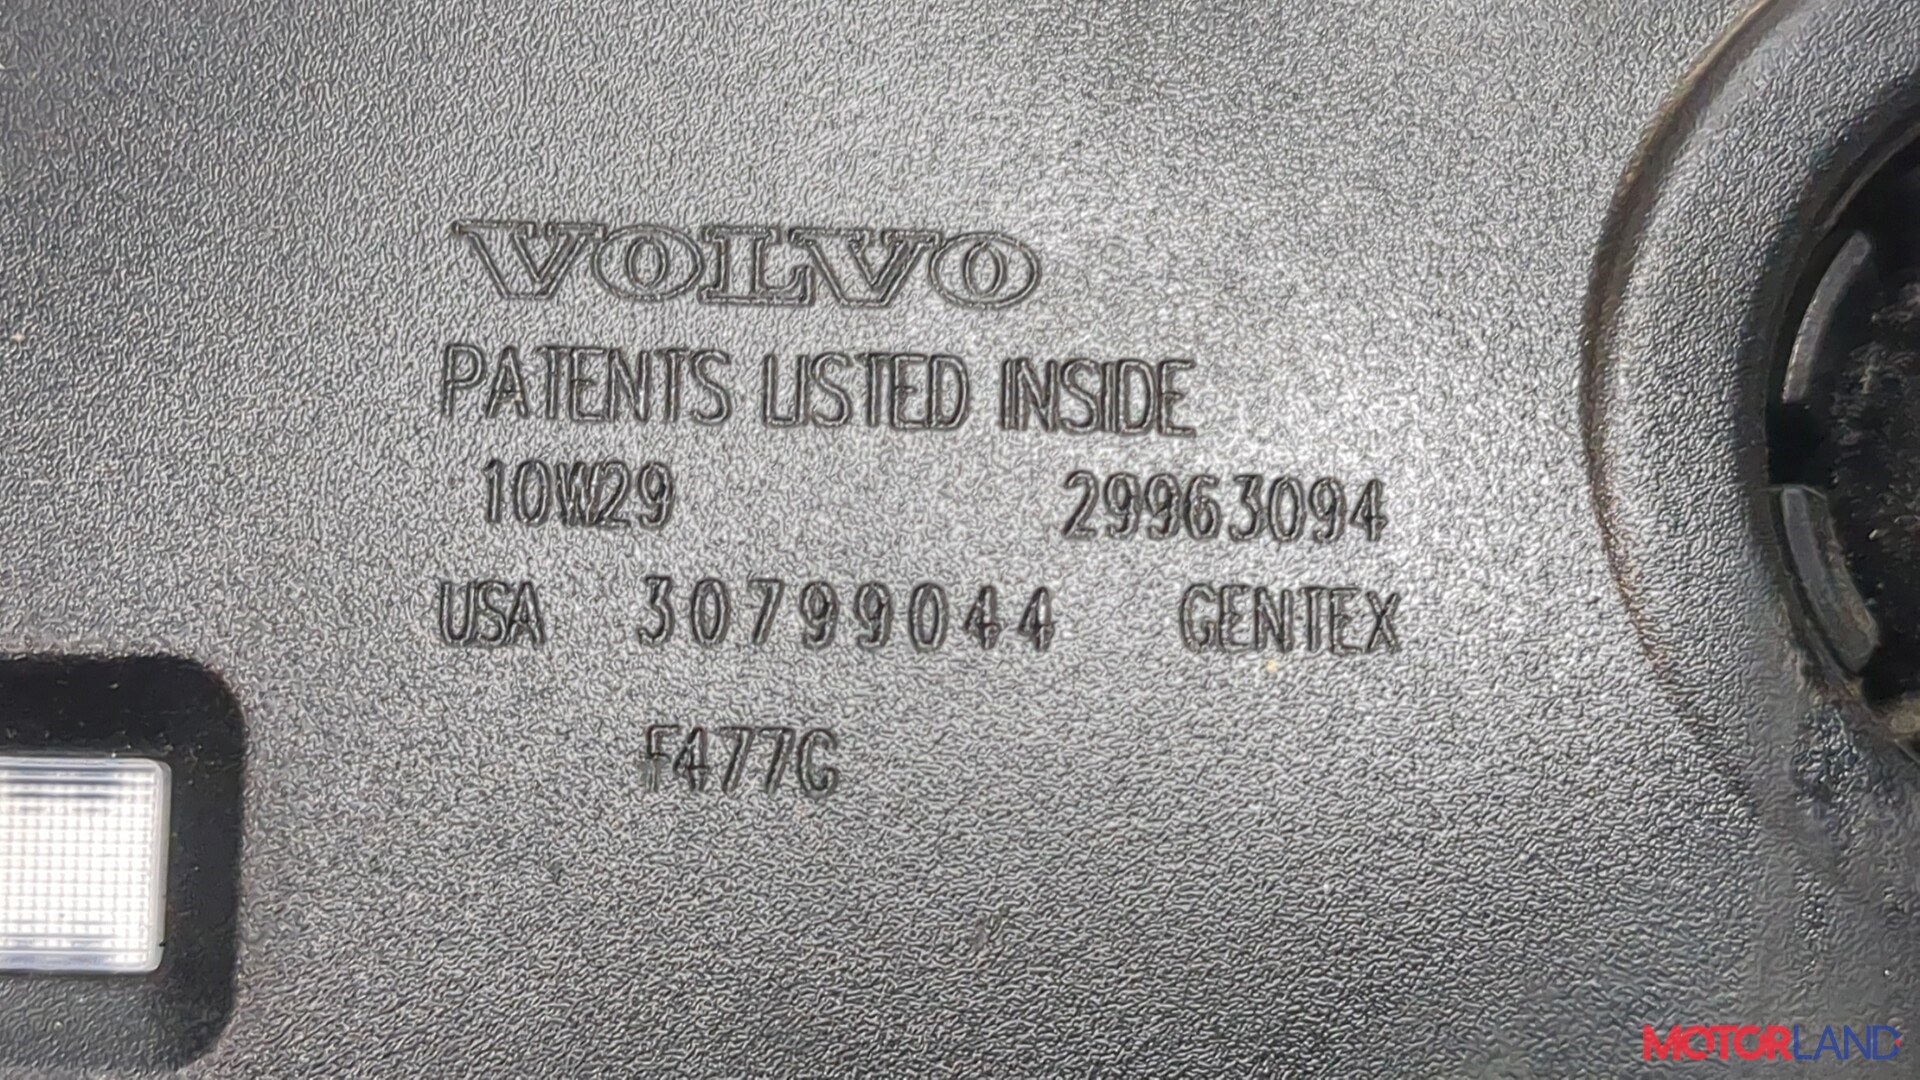 VOLVO
PATENTS LISTED INSIDE
10W29 29963094
USA 30799044 GENTEX
F477G
MOTORLAND